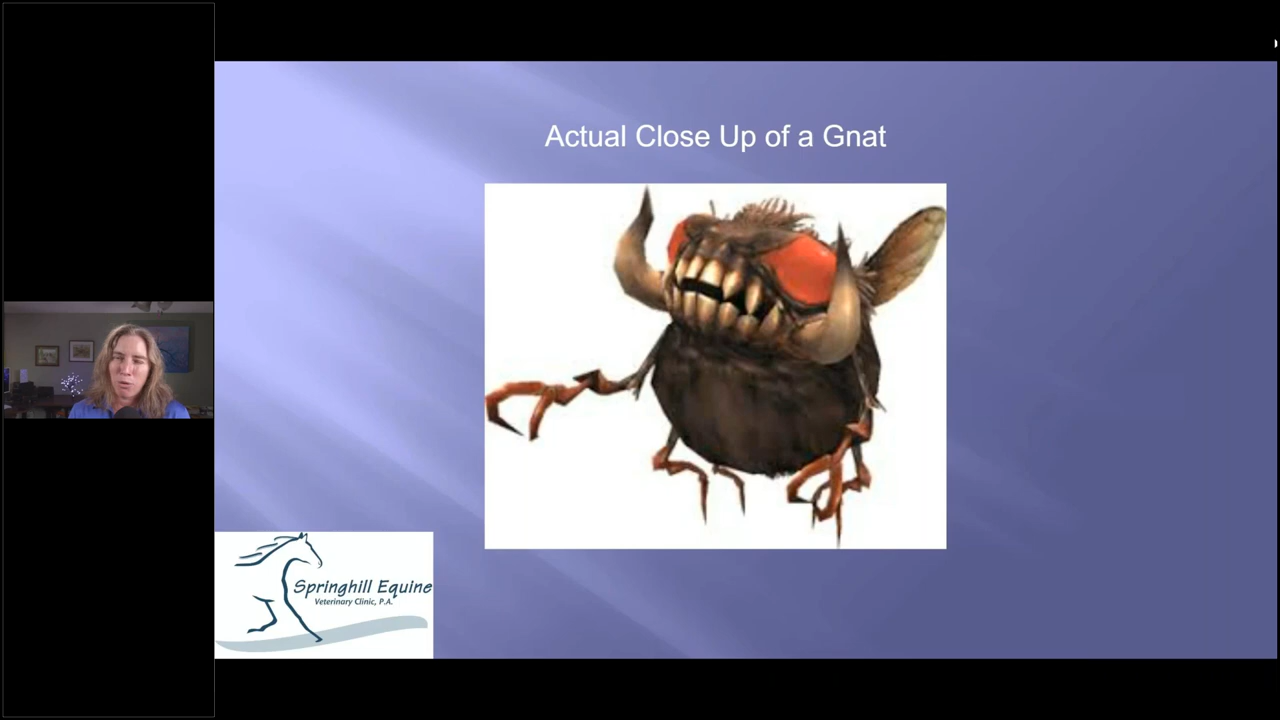 Actual Close Up of a Gnat
Springhill Equine
Veterinary Clinic, P.A.